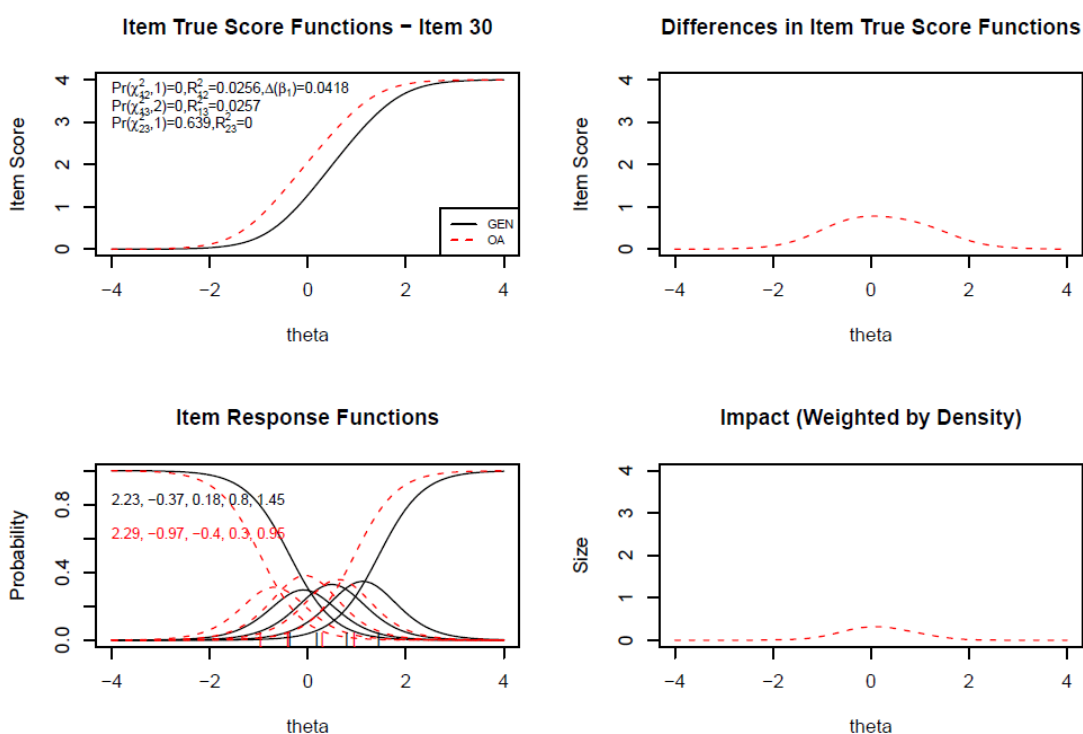 Item True Score Functions − Item 30
Pr(χ²₁₂,1)=0,R²₁₂=0.0256,Δ(β₁)=0.0418
Pr(χ²₁₃,2)=0,R²₁₃=0.0257
Pr(χ²₂₃,1)=0.639,R²₂₃=0
Item Score
0
1
2
3
4
GEN
OA
−4
−2
0
2
4
theta
Differences in Item True Score Functions
Item Score
0
1
2
3
4
−4
−2
0
2
4
theta
Item Response Functions
2.23, −0.37, 0.18, 0.8, 1.45
2.29, −0.97, −0.4, 0.3, 0.95
Probability
0.0
0.4
0.8
−4
−2
0
2
4
theta
Impact (Weighted by Density)
Size
0
1
2
3
4
−4
−2
0
2
4
theta